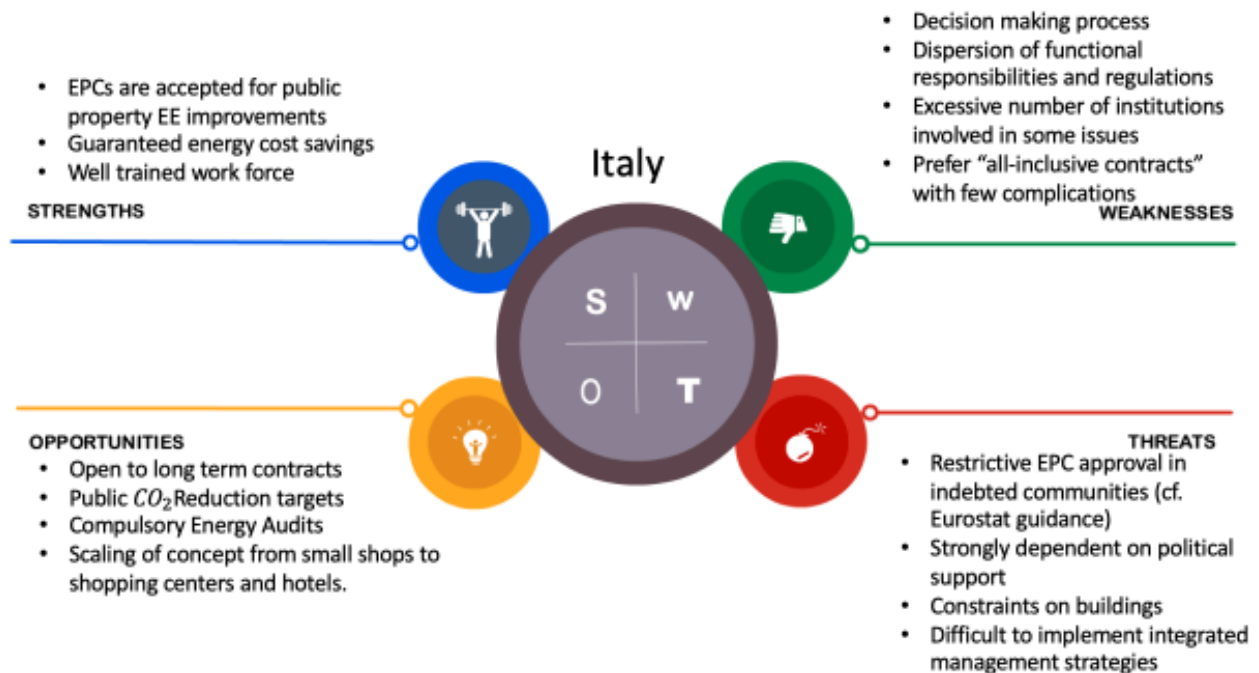 • EPCs are accepted for public
property EE improvements
• Guaranteed energy cost savings
• Well trained work force
STRENGTHS
• Decision making process
• Dispersion of functional
responsibilities and regulations
• Excessive number of institutions
involved in some issues
• Prefer “all-inclusive contracts”
with few complications
WEAKNESSES
Italy
S W
O T
OPPORTUNITIES
• Open to long term contracts
• Public CO₂ Reduction targets
• Compulsory Energy Audits
• Scaling of concept from small shops to
shopping centers and hotels.
THREATS
• Restrictive EPC approval in
indebted communities (cf.
Eurostat guidance)
• Strongly dependent on political
support
• Constraints on buildings
• Difficult to implement integrated
management strategies